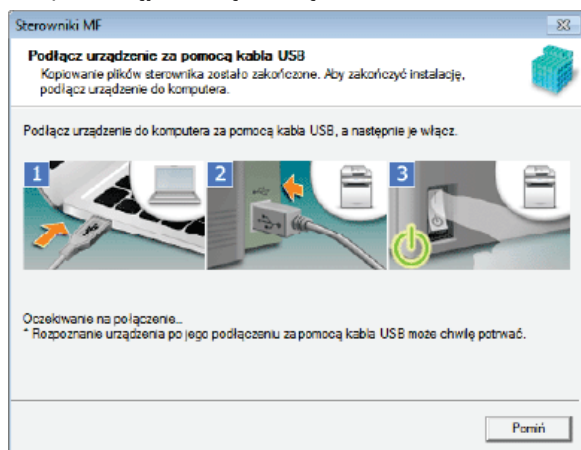 Sterowniki MF
Podłącz urządzenie za pomocą kabla USB
Kopiowanie plików sterownika zostało zakończone. Aby zakończyć instalację,
podłącz urządzenie do komputera.
Podłącz urządzenie do komputera za pomocą kabla USB, a następnie je włącz.
1
2
3
Oczekiwanie na połączenie...
* Rozpoznanie urządzenia po jego podłączeniu za pomocą kabla USB może chwilę potrwać.
Pomiń